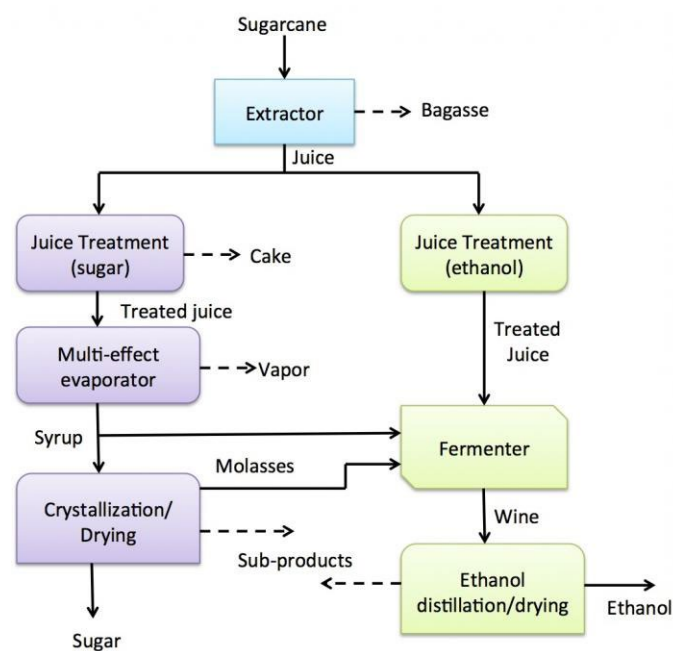 Sugarcane
Extractor
Bagasse
Juice
Juice Treatment
(sugar)
Cake
Juice Treatment
(ethanol)
Treated juice
Treated
Juice
Multi-effect
evaporator
Vapor
Syrup
Fermenter
Molasses
Crystallization/
Drying
Wine
Sub-products
Ethanol
distillation/drying
Ethanol
Sugar